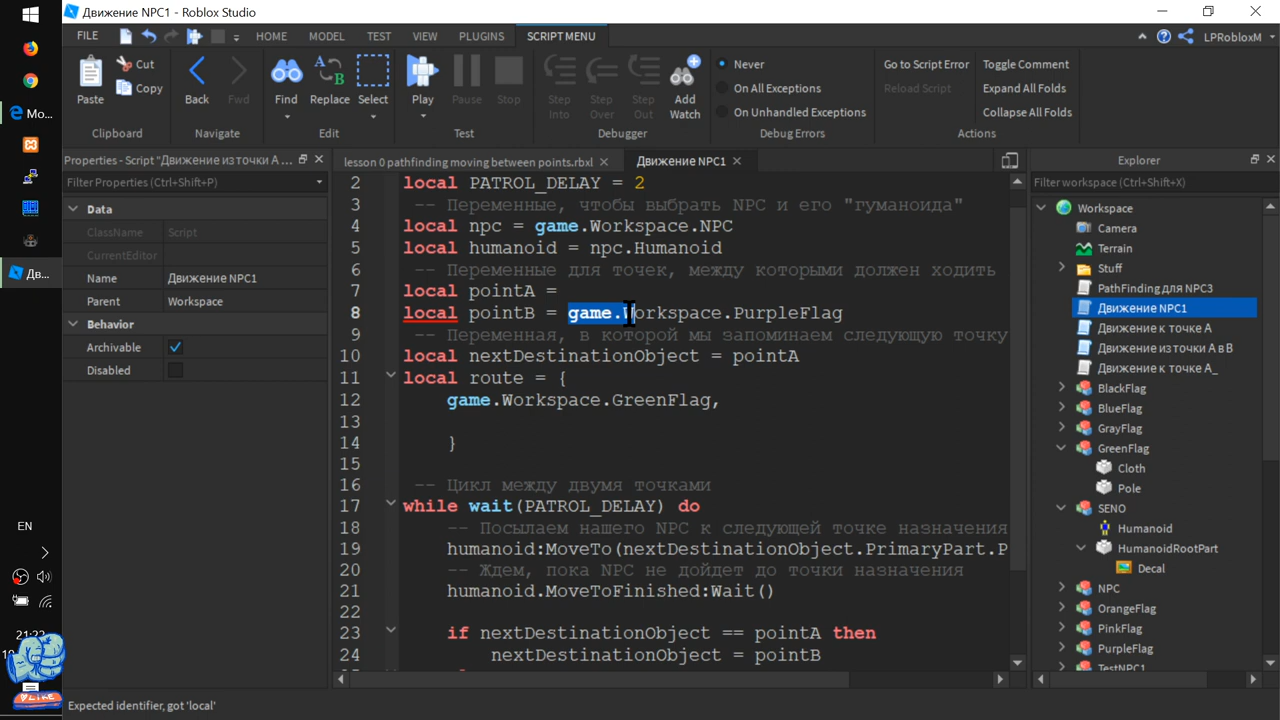 Движение NPC1 - Roblox Studio
FILE HOME MODEL TEST VIEW PLUGINS SCRIPT MENU LPRobloxM
Paste Cut Copy Back Fwd Find Replace Select Play Pause Stop Step Into Step Over Step Out Add Watch
Never
On All Exceptions
On Unhandled Exceptions
Go to Script Error
Reload Script
Toggle Comment
Expand All Folds
Collapse All Folds
Clipboard Navigate Edit Test Debugger Debug Errors Actions
Mo...
Дв...
EN
Properties - Script "Движение из точки А ...
Filter Properties (Ctrl+Shift+P)
Data
ClassName Script
CurrentEditor
Name Движение NPC1
Parent Workspace
Behavior
Archivable
Disabled
lesson 0 pathfinding moving between points.rbxl
Движение NPC1
2 local PATROL_DELAY = 2
3 -- Переменные, чтобы выбрать NPC и его "гуманоида"
4 local npc = game.Workspace.NPC
5 local humanoid = npc.Humanoid
6 -- Переменные для точек, между которыми должен ходить
7 local pointA =
8 local pointB = game.Workspace.PurpleFlag
9 -- Переменная, в которой мы запоминаем следующую точку
10 local nextDestinationObject = pointA
11 local route = {
12 game.Workspace.GreenFlag,
13
14 }
15
16 -- Цикл между двумя точками
17 while wait(PATROL_DELAY) do
18 -- Посылаем нашего NPC к следующей точке назначения
19 humanoid:MoveTo(nextDestinationObject.PrimaryPart.P
20 -- Ждем, пока NPC не дойдет до точки назначения
21 humanoid.MoveToFinished:Wait()
22
23 if nextDestinationObject == pointA then
24 nextDestinationObject = pointB
Explorer
Filter workspace (Ctrl+Shift+X)
Workspace
Camera
Terrain
Stuff
PathFinding для NPC3
Движение NPC1
Движение к точке А
Движение из точки А в В
Движение к точке А_
BlackFlag
BlueFlag
GrayFlag
GreenFlag
Cloth
Pole
SENO
Humanoid
HumanoidRootPart
Decal
NPC
OrangeFlag
PinkFlag
PurpleFlag
TestNPC1
LIKE
Expected identifier, got 'local'